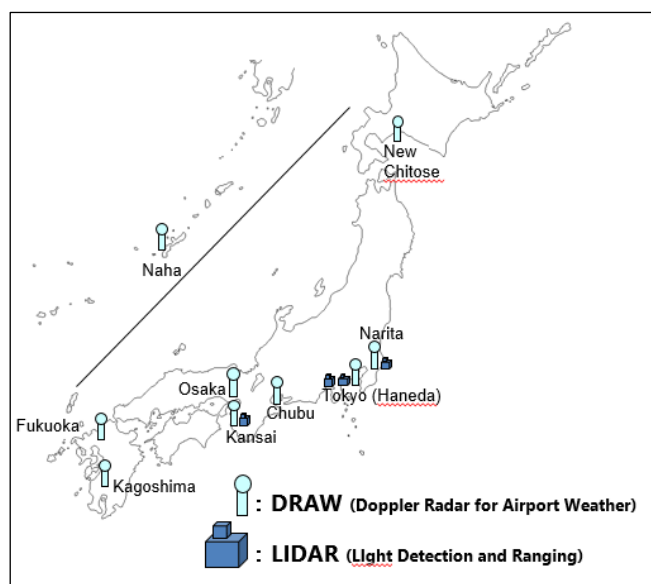 New
Chitose
Naha
Narita
Osaka
Tokyo (Haneda)
Chubu
Fukuoka
Kansai
Kagoshima
: DRAW (Doppler Radar for Airport Weather)
: LIDAR (LIght Detection and Ranging)